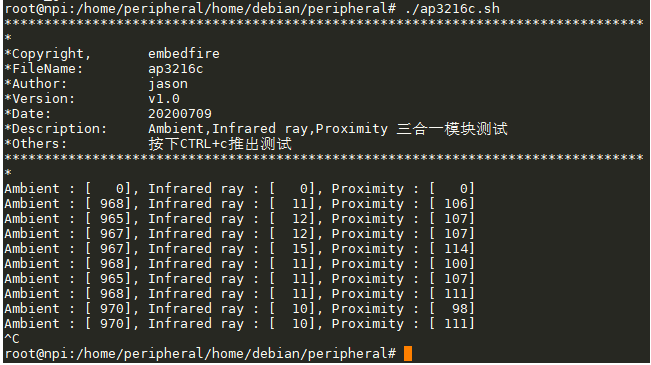 root@npi:/home/peripheral/home/debian/peripheral# ./ap3216c.sh
********************************************************************************
*
*Copyright,       embedfire
*FileName:        ap3216c
*Author:          jason
*Version:         v1.0
*Date:            20200709
*Description:     Ambient,Infrared ray,Proximity 三合一模块测试
*Others:          按下CTRL+c推出测试
********************************************************************************
*
Ambient : [   0], Infrared ray : [   0], Proximity : [   0]
Ambient : [ 968], Infrared ray : [  11], Proximity : [ 106]
Ambient : [ 965], Infrared ray : [  12], Proximity : [ 107]
Ambient : [ 967], Infrared ray : [  12], Proximity : [ 107]
Ambient : [ 967], Infrared ray : [  15], Proximity : [ 114]
Ambient : [ 968], Infrared ray : [  11], Proximity : [ 100]
Ambient : [ 965], Infrared ray : [  11], Proximity : [ 107]
Ambient : [ 968], Infrared ray : [  11], Proximity : [ 111]
Ambient : [ 970], Infrared ray : [  10], Proximity : [  98]
Ambient : [ 970], Infrared ray : [  10], Proximity : [ 111]
^C
root@npi:/home/peripheral/home/debian/peripheral#